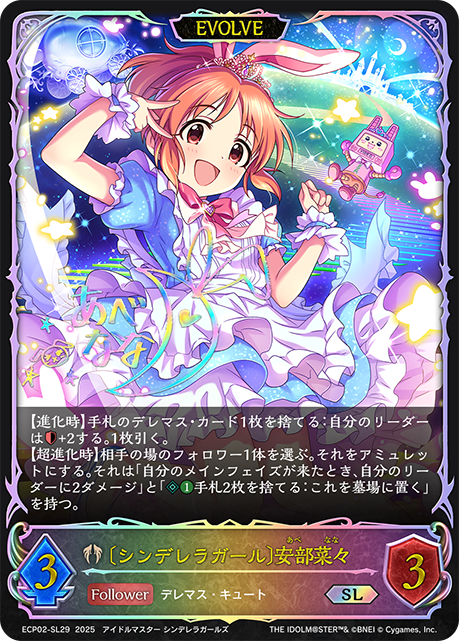 EVOLVE
あべ
なな
【進化時】手札のデレマス・カード1枚を捨てる：自分のリーダー
は+2する。1枚引く。
【超進化時】相手の場のフォロワー1体を選ぶ。それをアミュレッ
トにする。それは「自分のメインフェイズが来たとき、自分のリー
ダーに2ダメージ」と「1手札2枚を捨てる：これを墓場に置く」
を持つ。
あべ なな
〔シンデレラガール〕安部菜々
3
3
Follower デレマス・キュート
SL
ECP02-SL29 2025 アイドルマスター シンデレラガールズ THE IDOLM@STER™& ©BNEI © Cygames, Inc.